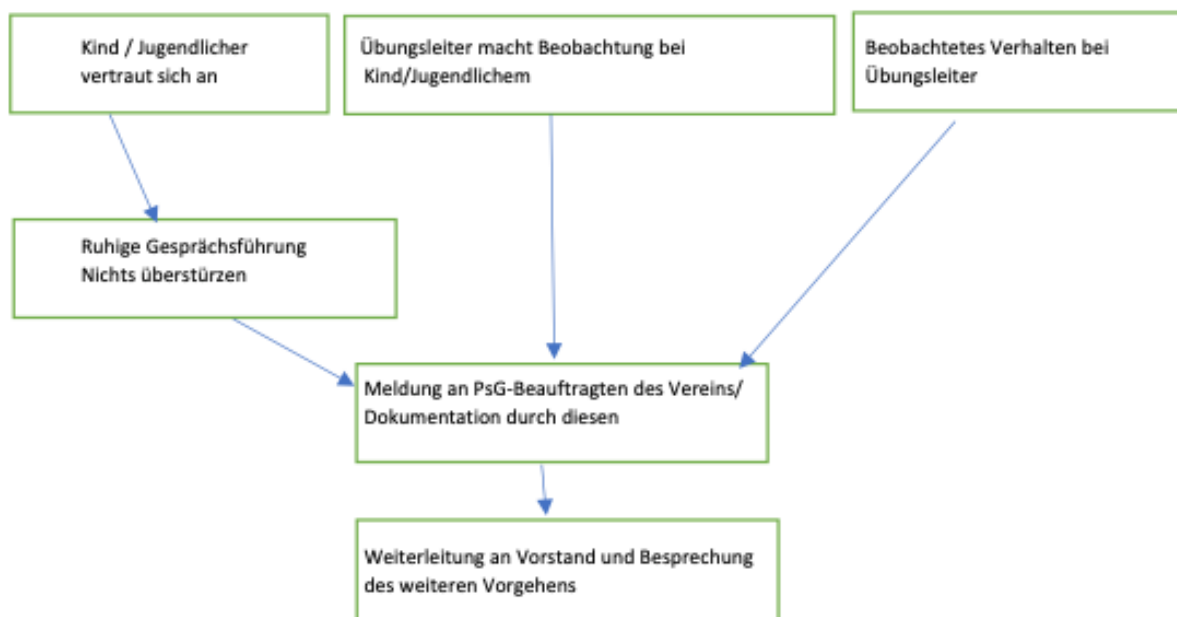 Kind / Jugendlicher
vertraut sich an
Übungsleiter macht Beobachtung bei
Kind/Jugendlichem
Beobachtetes Verhalten bei
Übungsleiter
Ruhige Gesprächsführung
Nichts überstürzen
Meldung an PsG-Beauftragten des Vereins/
Dokumentation durch diesen
Weiterleitung an Vorstand und Besprechung
des weiteren Vorgehens